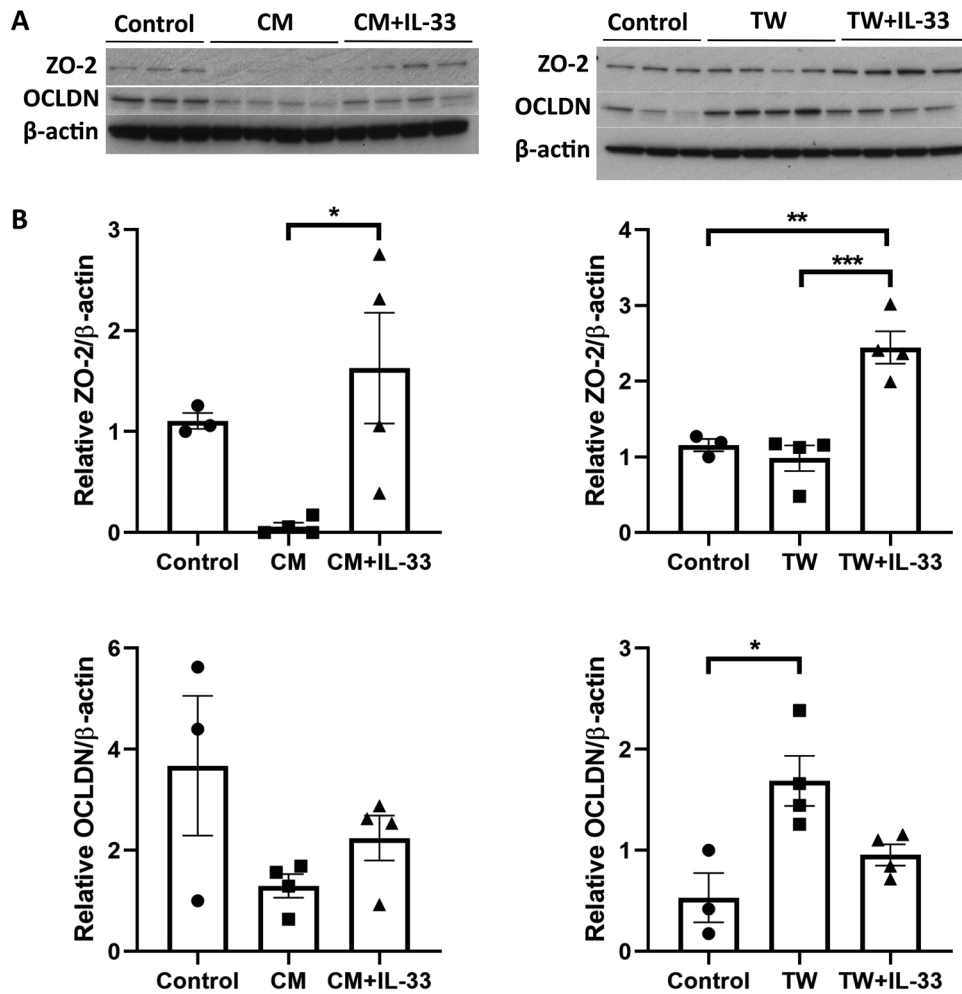 A
Control CM CM+IL-33
ZO-2
OCLDN
β-actin
Control TW TW+IL-33
ZO-2
OCLDN
β-actin
B
Relative ZO-2/β-actin
3
2
1
0
*
Control CM CM+IL-33
Relative ZO-2/β-actin
4
3
2
1
0
**
***
Control TW TW+IL-33
Relative OCLDN/β-actin
6
4
2
0
Control CM CM+IL-33
Relative OCLDN/β-actin
3
2
1
0
*
Control TW TW+IL-33